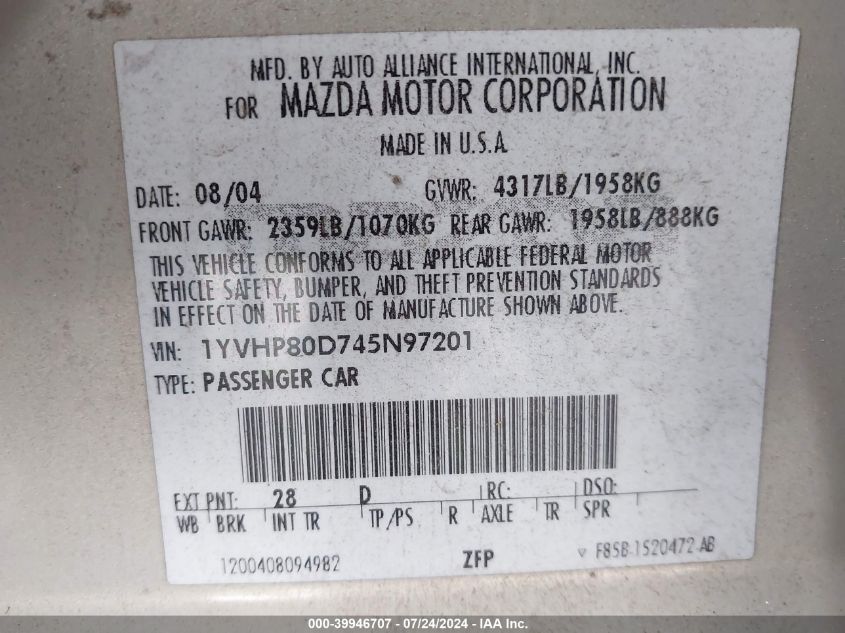 MFD. BY AUTO ALLIANCE INTERNATIONAL, INC.
FOR MAZDA MOTOR CORPORATION
MADE IN U.S.A.
DATE: 08/04 GVWR: 4317LB/1958KG
FRONT GAWR: 2359LB/1070KG REAR GAWR: 1958LB/888KG
THIS VEHICLE CONFORMS TO ALL APPLICABLE FEDERAL MOTOR
VEHICLE SAFETY, BUMPER, AND THEFT PREVENTION STANDARDS
IN EFFECT ON THE DATE OF MANUFACTURE SHOWN ABOVE.
VIN: 1YVHP80D745N97201
TYPE: PASSENGER CAR
EXT PNT: 28 D RC: DSO:
WB BRK INT TR TP/PS R AXLE TR SPR
1200408094982 ZFP ▽ F85B-1520472-AB
000-39946707 - 07/24/2024 - IAA Inc.